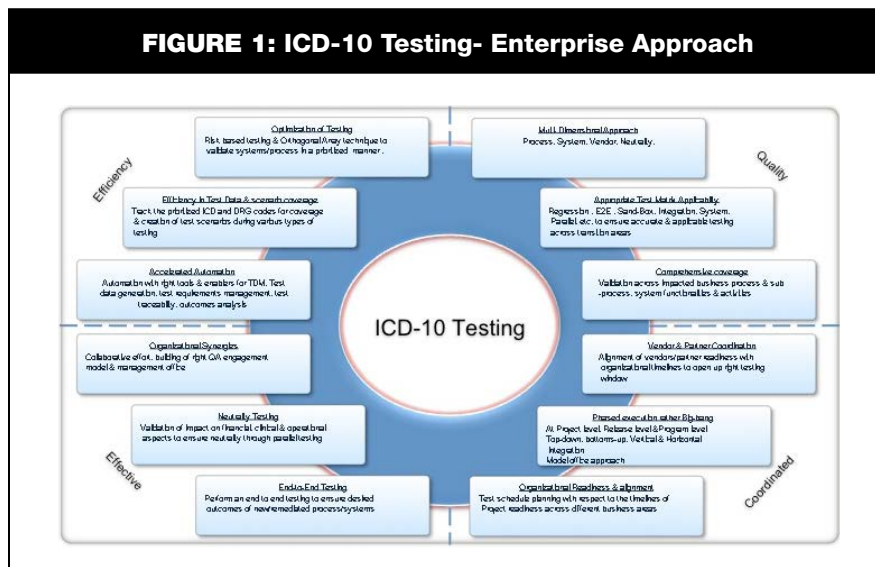 FIGURE 1: ICD-10 Testing- Enterprise Approach
Efficiency
Optimization of Testing
Risk based testing & Orthogonal Array technique to
validate systems/process in a prioritized manner.
Efficiency in Test Data & scenario coverage
Track the prioritized ICD and DRG codes for coverage
& creation of test scenarios during various types of
testing
Accelerated Automation
Automation with right tools & enablers for TDM, Test
data generation, test requirements management, test
traceability, outcomes analysis
Quality
Multi Dimensional Approach
Process, System, Vendor, Neutrality.
Appropriate Test Matrix Applicability
Regression, E2E, Sand-Box, Integration, System,
Parallel etc. to ensure accurate & applicable testing
across transition areas
Comprehensive coverage
Validation across impacted business process & sub
-process, system functionalities & activities
ICD-10 Testing
Organizational Synergies
Collaborative effort, building of right QA engagement
model & management office
Neutrality Testing
Validation of impact on financial, clinical & operational
aspects to ensure neutrality through parallel testing
End-to-End Testing
Perform an end to end testing to ensure desired
outcomes of new/remediated process/systems
Effective
Vendor & Partner Coordination
Alignment of vendors/partner readiness with
organizational timelines to open up right testing
window
Phased execution rather Big-bang
At Project level, Release level & Program level
Top-down, bottoms-up, Vertical & Horizontal
Integration
Model office approach
Organizational Readiness & alignment
Test schedule planning with respect to the timelines of
Project readiness across different business areas
Coordinated